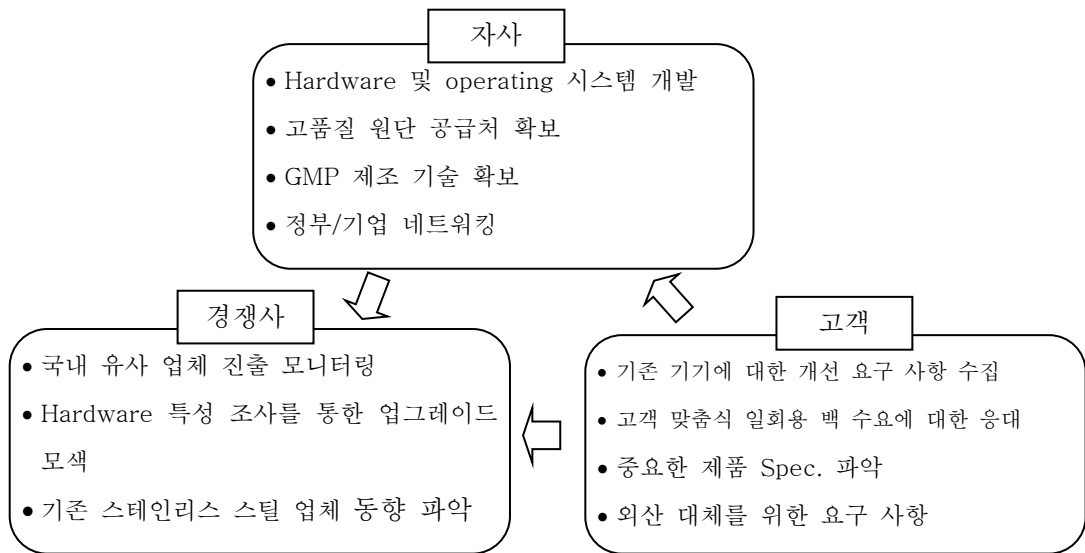 자사
• Hardware 및 operating 시스템 개발
• 고품질 원단 공급처 확보
• GMP 제조 기술 확보
• 정부/기업 네트워킹
경쟁사
• 국내 유사 업체 진출 모니터링
• Hardware 특성 조사를 통한 업그레이드
모색
• 기존 스테인리스 스틸 업체 동향 파악
고객
• 기존 기기에 대한 개선 요구 사항 수집
• 고객 맞춤식 일회용 백 수요에 대한 응대
• 중요한 제품 Spec. 파악
• 외산 대체를 위한 요구 사항